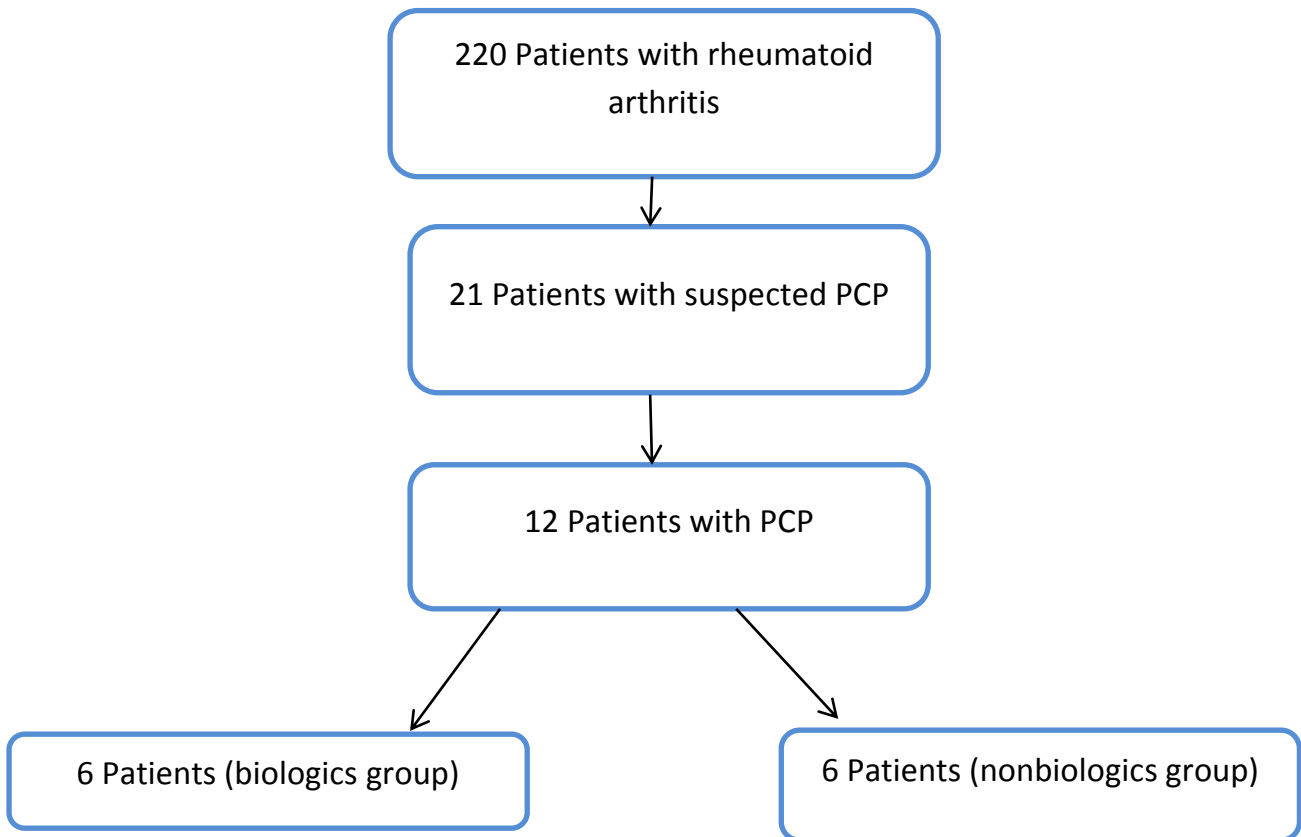 220 Patients with rheumatoid
arthritis
21 Patients with suspected PCP
12 Patients with PCP
6 Patients (biologics group)
6 Patients (nonbiologics group)